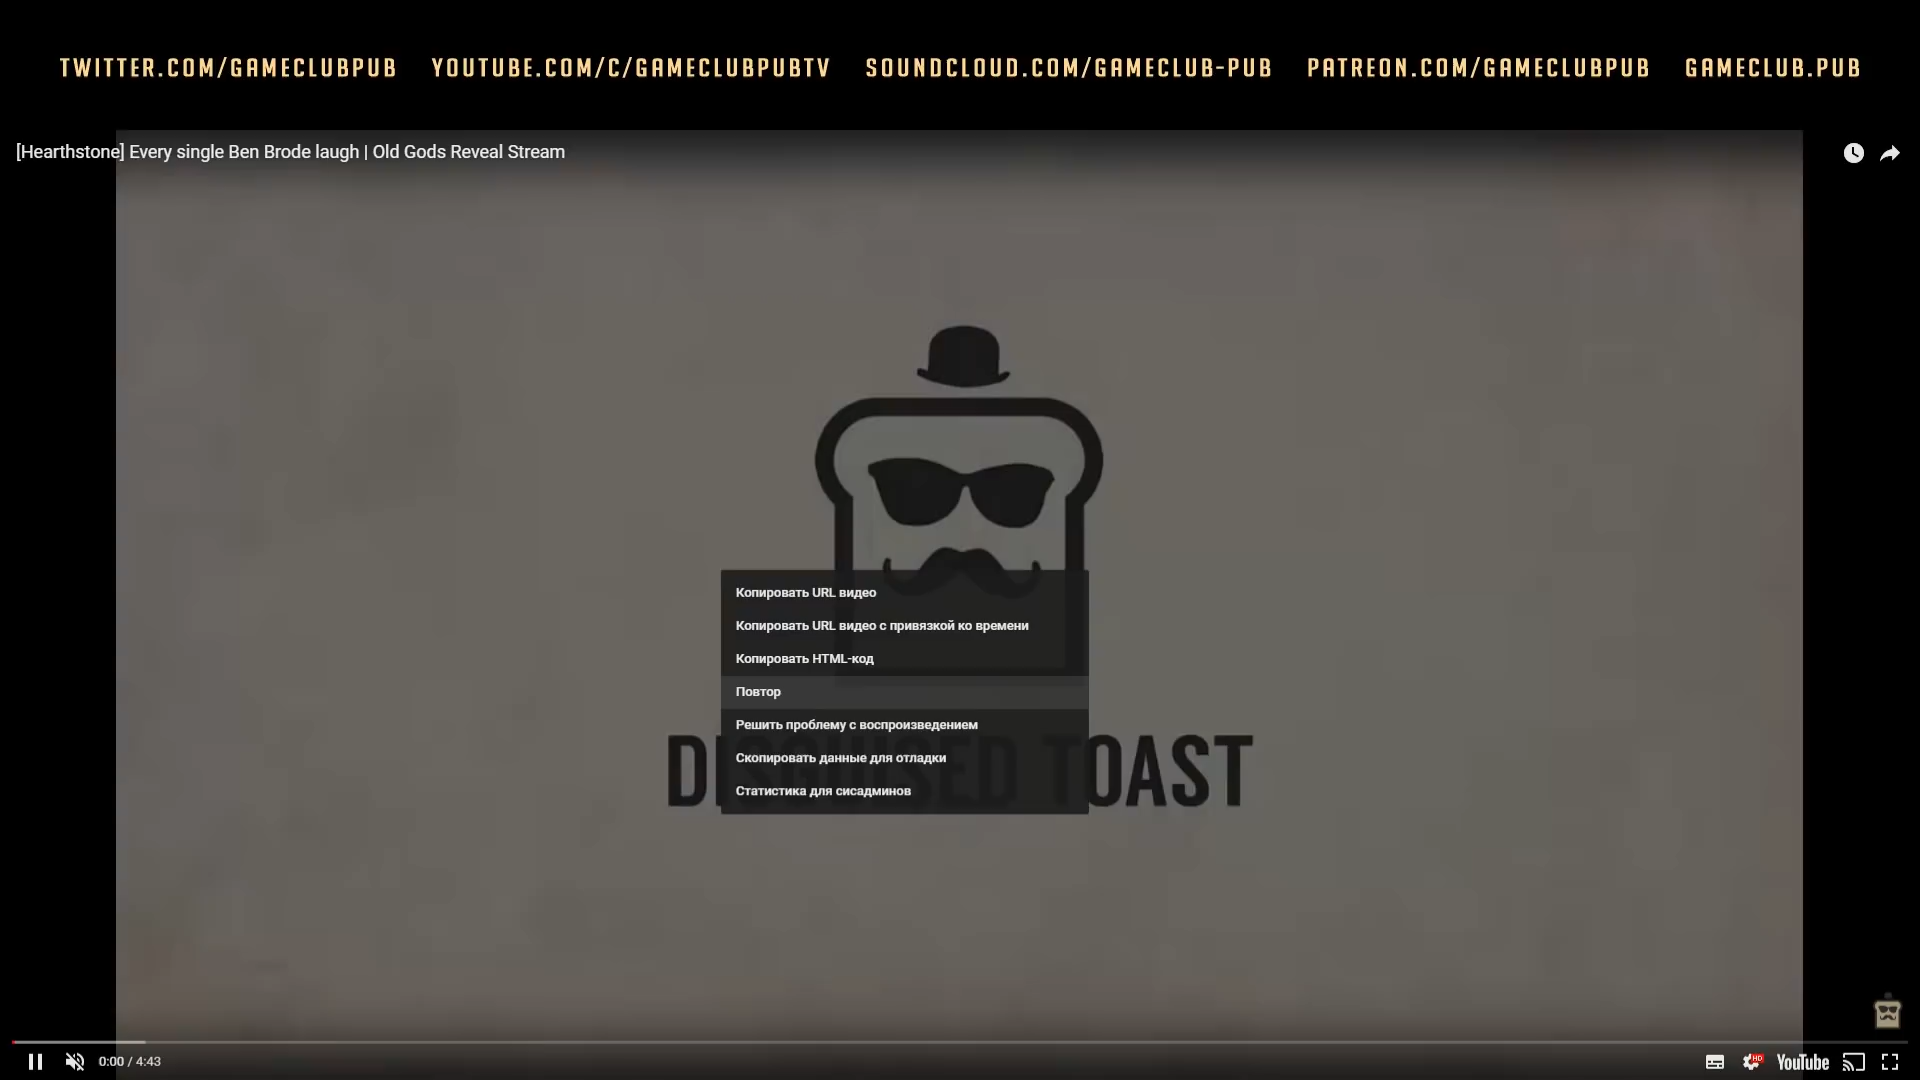 TWITTER.COM/GAMECLUBPUB YOUTUBE.COM/C/GAMECLUBPUBTV SOUNDCLOUD.COM/GAMECLUB-PUB PATREON.COM/GAMECLUBPUB GAMECLUB.PUB
[Hearthstone] Every single Ben Brode laugh | Old Gods Reveal Stream
Копировать URL видео
Копировать URL видео с привязкой ко времени
Копировать HTML-код
Повтор
Решить проблему с воспроизведением
Скопировать данные для отладки
Статистика для сисадминов
DISGUISED TOAST
0:00 / 4:43
HD
YouTube